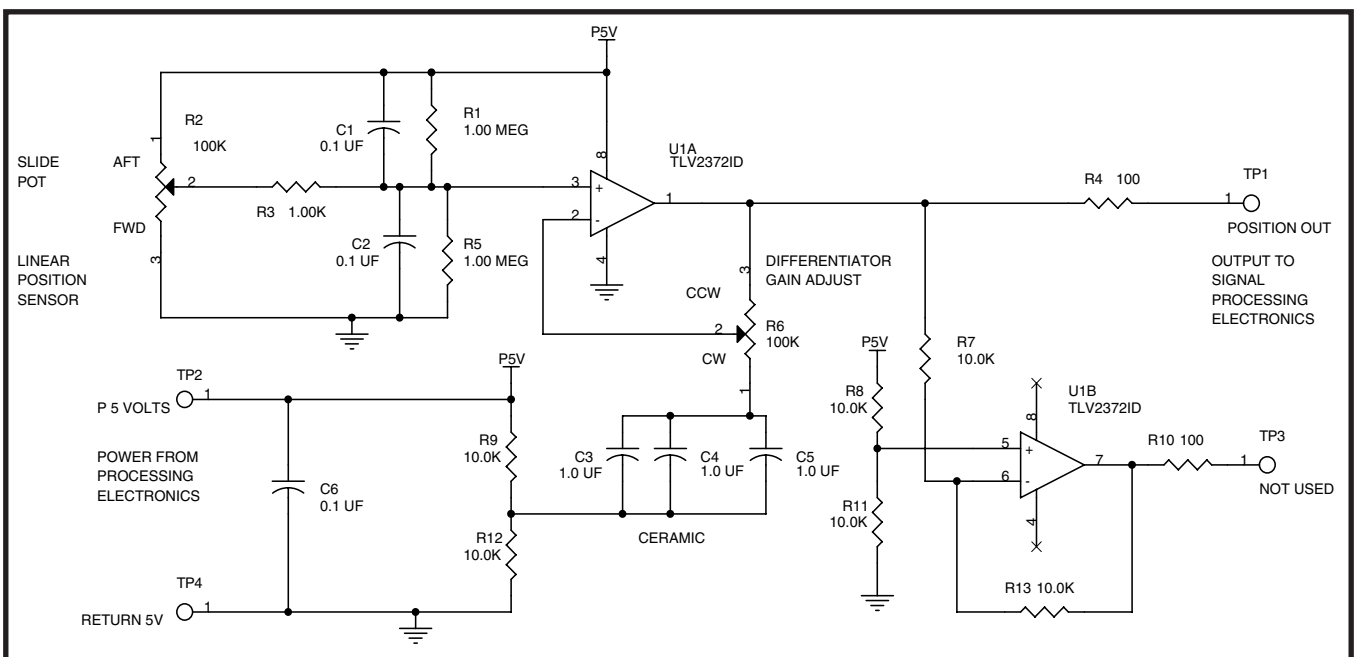 P5V
R2
100K
SLIDE
POT
AFT
FWD
1
2
3
LINEAR
POSITION
SENSOR
R3 1.00K
C1
0.1 UF
R1
1.00 MEG
C2
0.1 UF
R5
1.00 MEG
U1A
TLV2372ID
8
3
+
2
-
1
4
DIFFERENTIATOR
GAIN ADJUST
3
CCW
2
R6
100K
CW
1
R4 100
TP1
1
POSITION OUT
OUTPUT TO
SIGNAL
PROCESSING
ELECTRONICS
TP2
1
P 5 VOLTS
POWER FROM
PROCESSING
ELECTRONICS
C6
0.1 UF
TP4
1
RETURN 5V
P5V
R9
10.0K
R12
10.0K
C3
1.0 UF
C4
1.0 UF
C5
1.0 UF
CERAMIC
P5V
R8
10.0K
R11
10.0K
R7
10.0K
U1B
TLV2372ID
8
5
+
6
-
7
4
R10 100
TP3
1
NOT USED
R13 10.0K